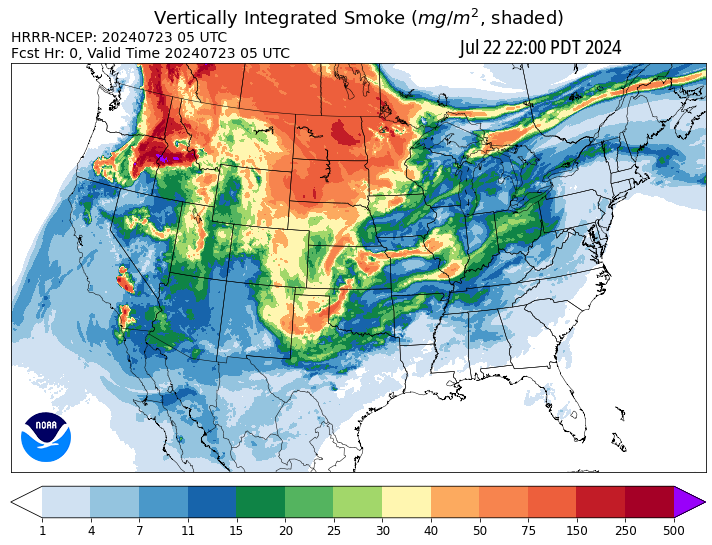 Vertically Integrated Smoke (mg/m², shaded)
HRRR-NCEP: 20240723 05 UTC
Fcst Hr: 0, Valid Time 20240723 05 UTC
Jul 22 22:00 PDT 2024
NOAA
1 4 7 11 15 20 25 30 40 50 75 150 250 500